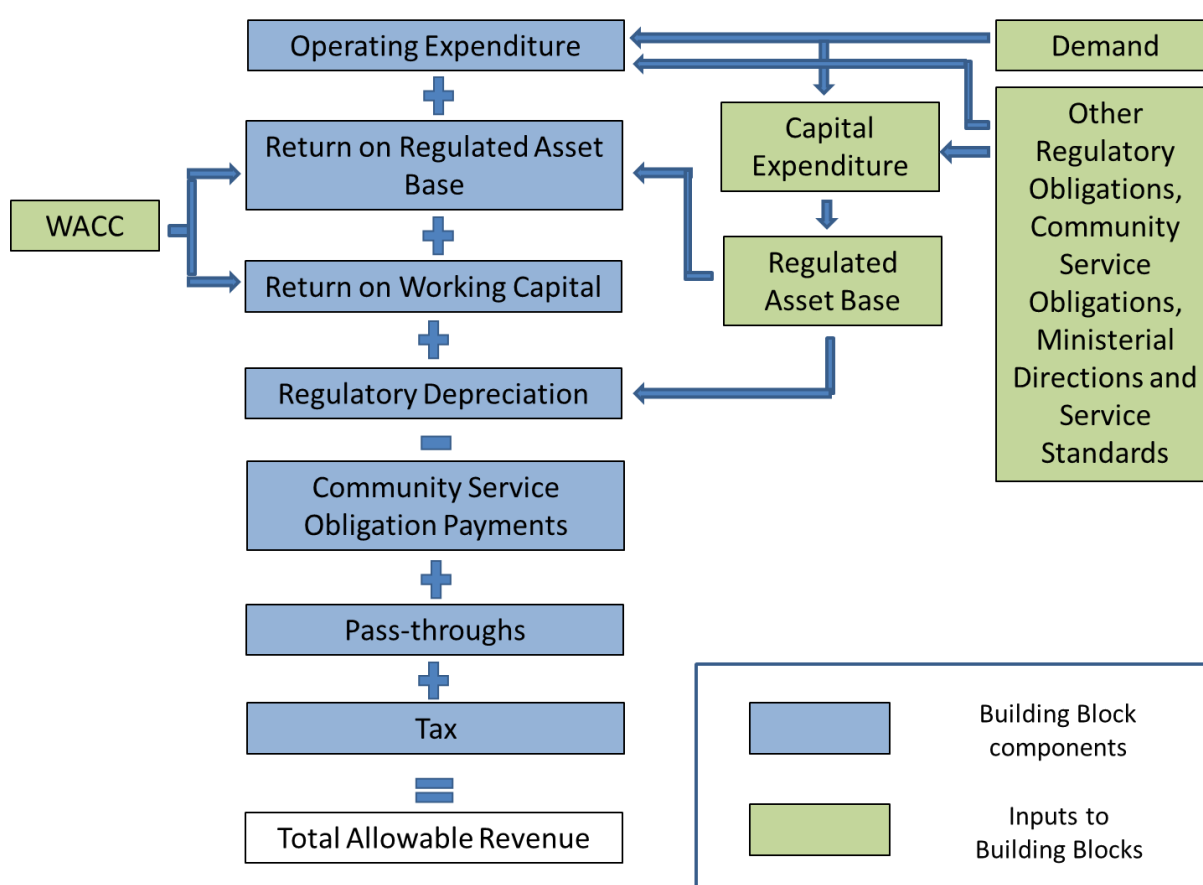 Operating Expenditure
Demand
Other
Regulatory
Obligations,
Community
Service
Obligations,
Ministerial
Directions and
Service
Standards
Capital
Expenditure
Return on Regulated Asset
Base
WACC
Regulated
Asset Base
Return on Working Capital
Regulatory Depreciation
Community Service
Obligation Payments
Pass-throughs
Tax
Total Allowable Revenue
Building Block
components
Inputs to
Building Blocks